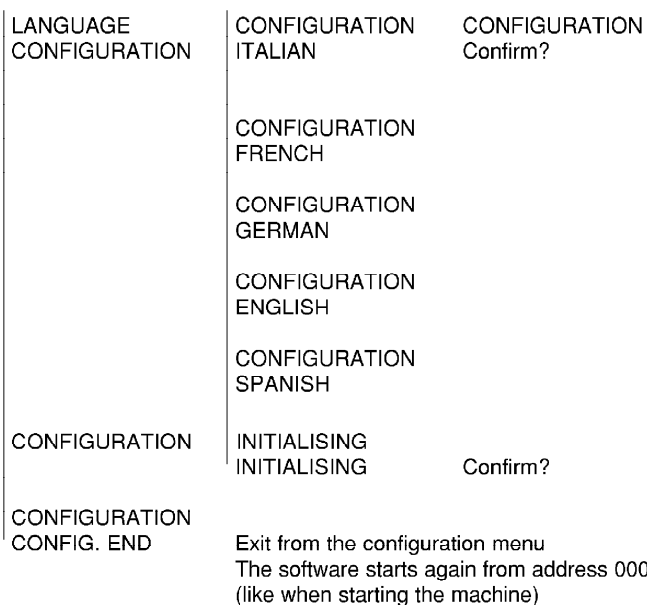 LANGUAGE CONFIGURATION CONFIGURATION
CONFIGURATION ITALIAN Confirm?
CONFIGURATION
FRENCH
CONFIGURATION
GERMAN
CONFIGURATION
ENGLISH
CONFIGURATION
SPANISH
CONFIGURATION INITIALISING
INITIALISING Confirm?
CONFIGURATION
CONFIG. END Exit from the configuration menu
The software starts again from address 000
(like when starting the machine)